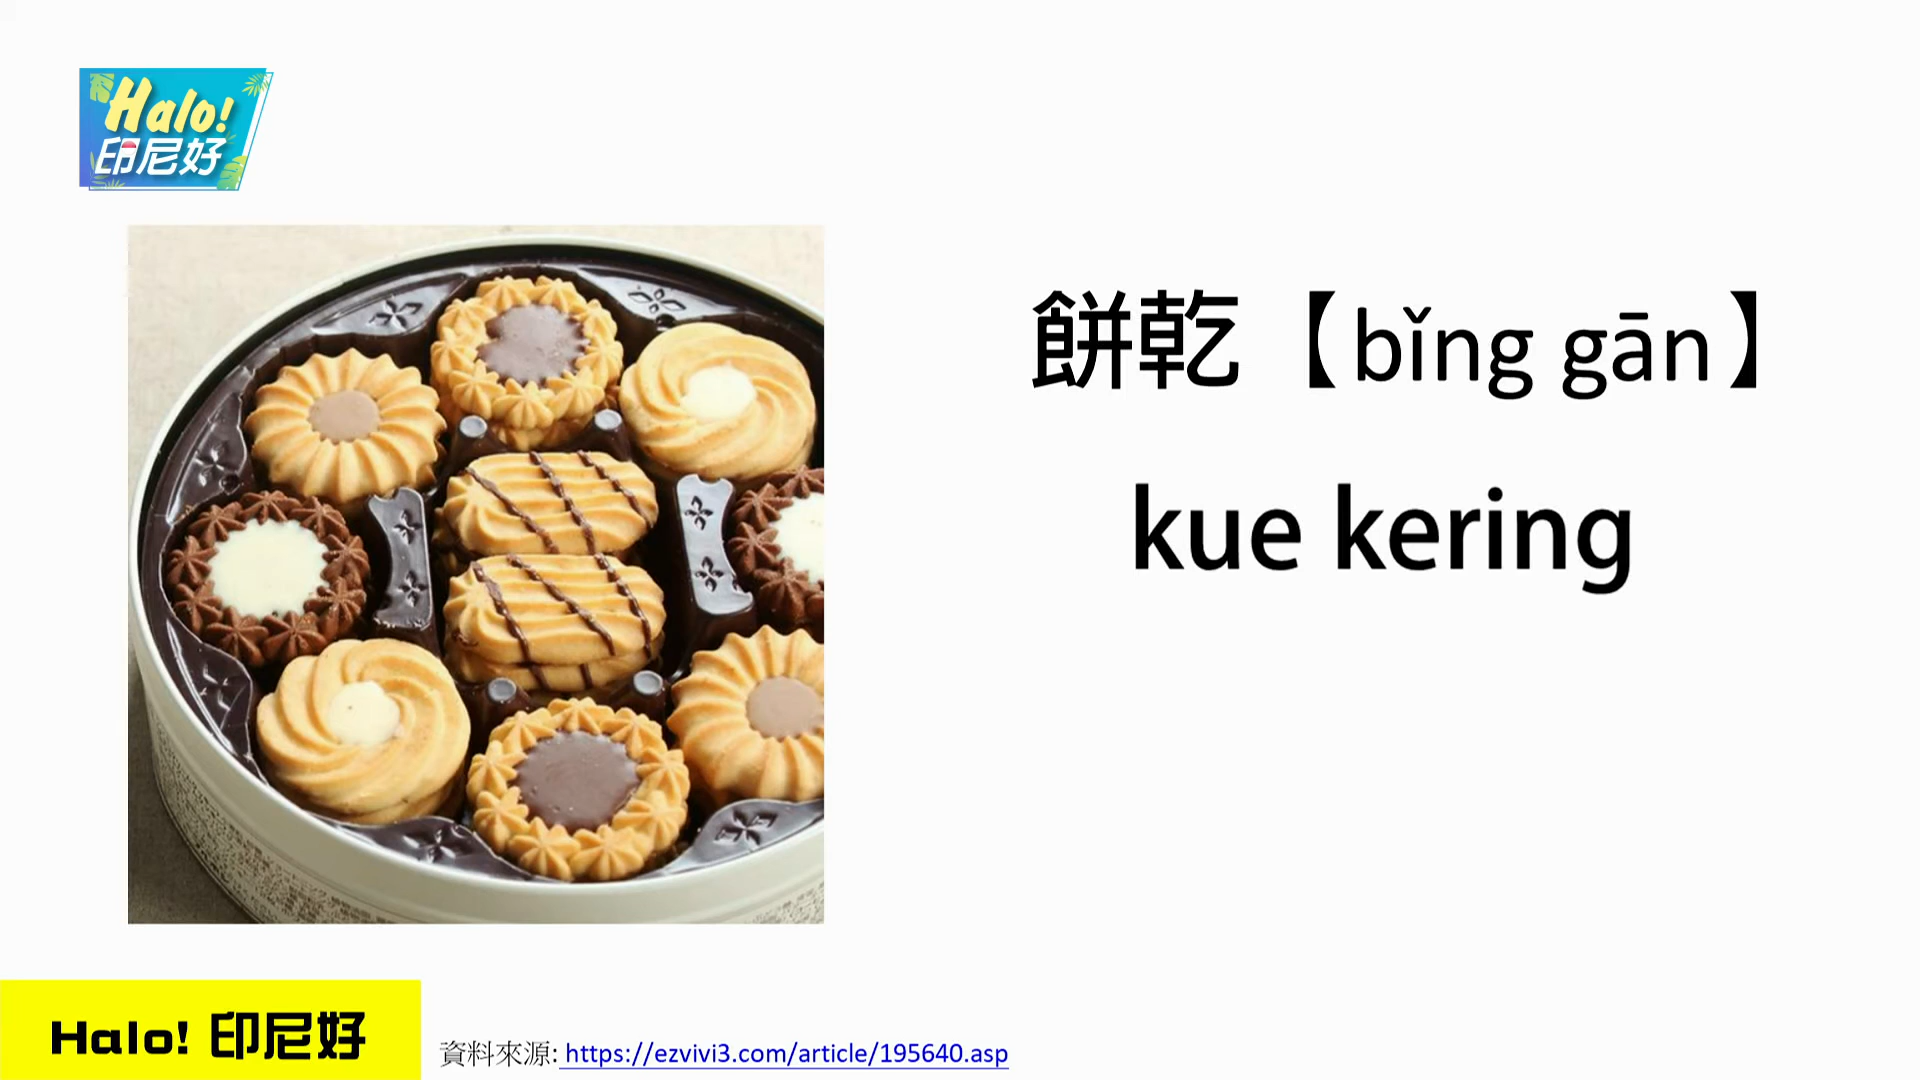 Halo!
印尼好
餅乾【bǐng gān】
kue kering
Halo! 印尼好
資料來源: https://ezvivi3.com/article/195640.asp